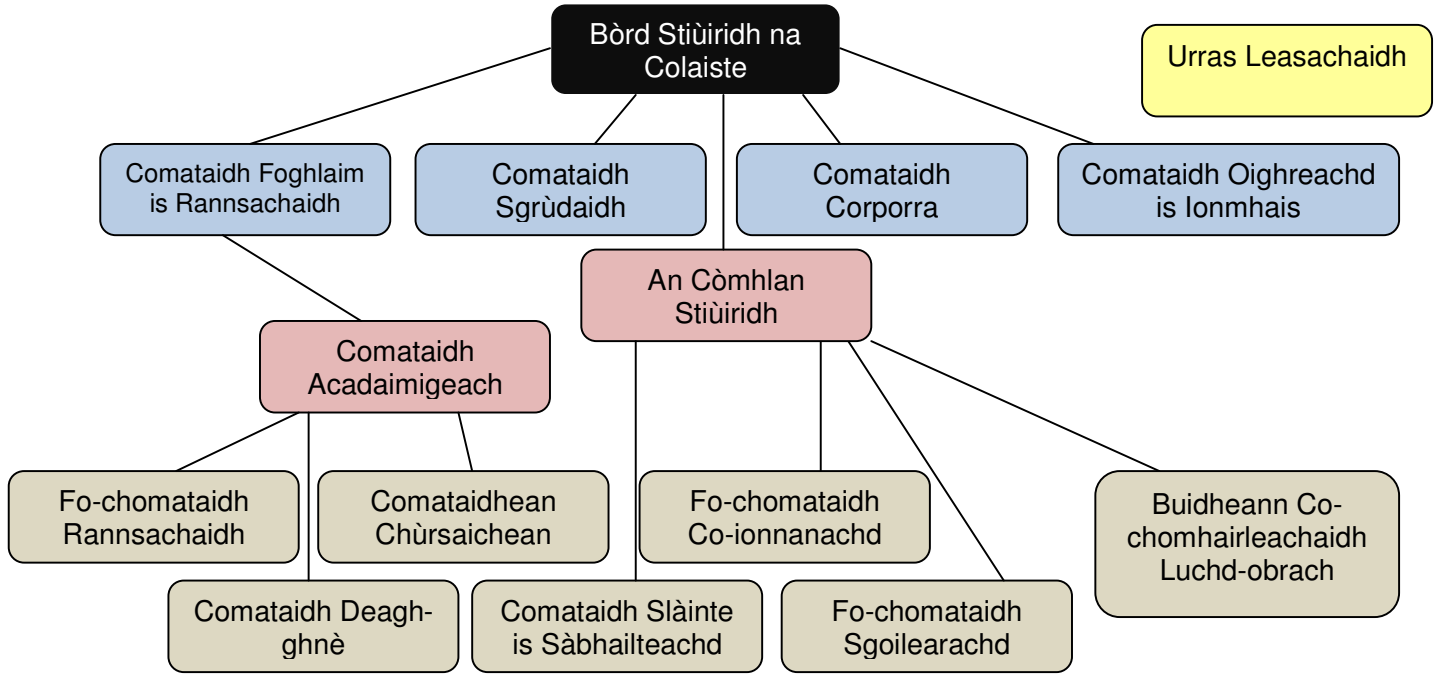 Bòrd Stiùiridh na
Colaiste
Urras Leasachaidh
Comataidh Foghlaim
is Rannsachaidh
Comataidh
Sgrùdaidh
Comataidh
Corporra
Comataidh Oighreachd
is Ionmhais
An Còmhlan
Stiùiridh
Comataidh
Acadaimigeach
Fo-chomataidh
Rannsachaidh
Comataidhean
Chùrsaichean
Fo-chomataidh
Co-ionnanachd
Buidheann Co-
chomhairleachaidh
Luchd-obrach
Comataidh Deagh-
ghnè
Comataidh Slàinte
is Sàbhailteachd
Fo-chomataidh
Sgoilearachd